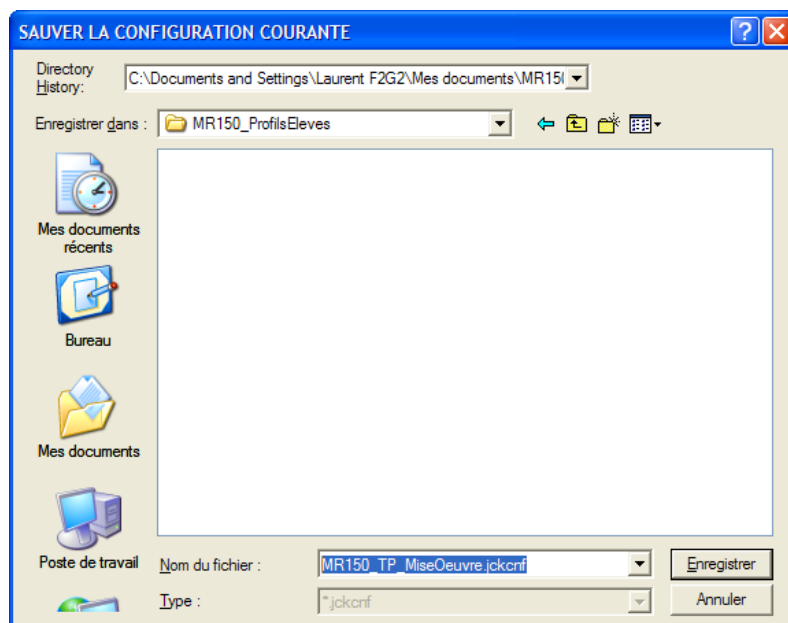 SAUVER LA CONFIGURATION COURANTE
Directory
History:
C:\Documents and Settings\Laurent F2G2\Mes documents\MR150
Enregistrer dans :
MR150_ProfilsEleves
Mes documents
récents
Bureau
Mes documents
Poste de travail
Nom du fichier :
MR150_TP_MiseOeuvre.jckcnf
Enregistrer
Type :
*.jckcnf
Annuler